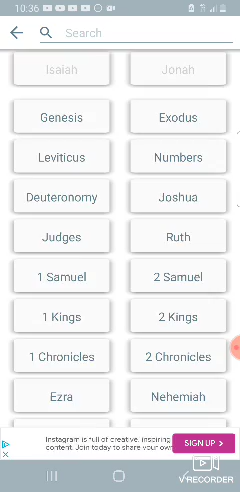 10:36
Search
Isaiah Jonah
Genesis Exodus
Leviticus Numbers
Deuteronomy Joshua
Judges Ruth
1 Samuel 2 Samuel
1 Kings 2 Kings
1 Chronicles 2 Chronicles
Ezra Nehemiah
Instagram is full of creative, inspiring
content. Join today to share your own
SIGN UP >
VRECORDER